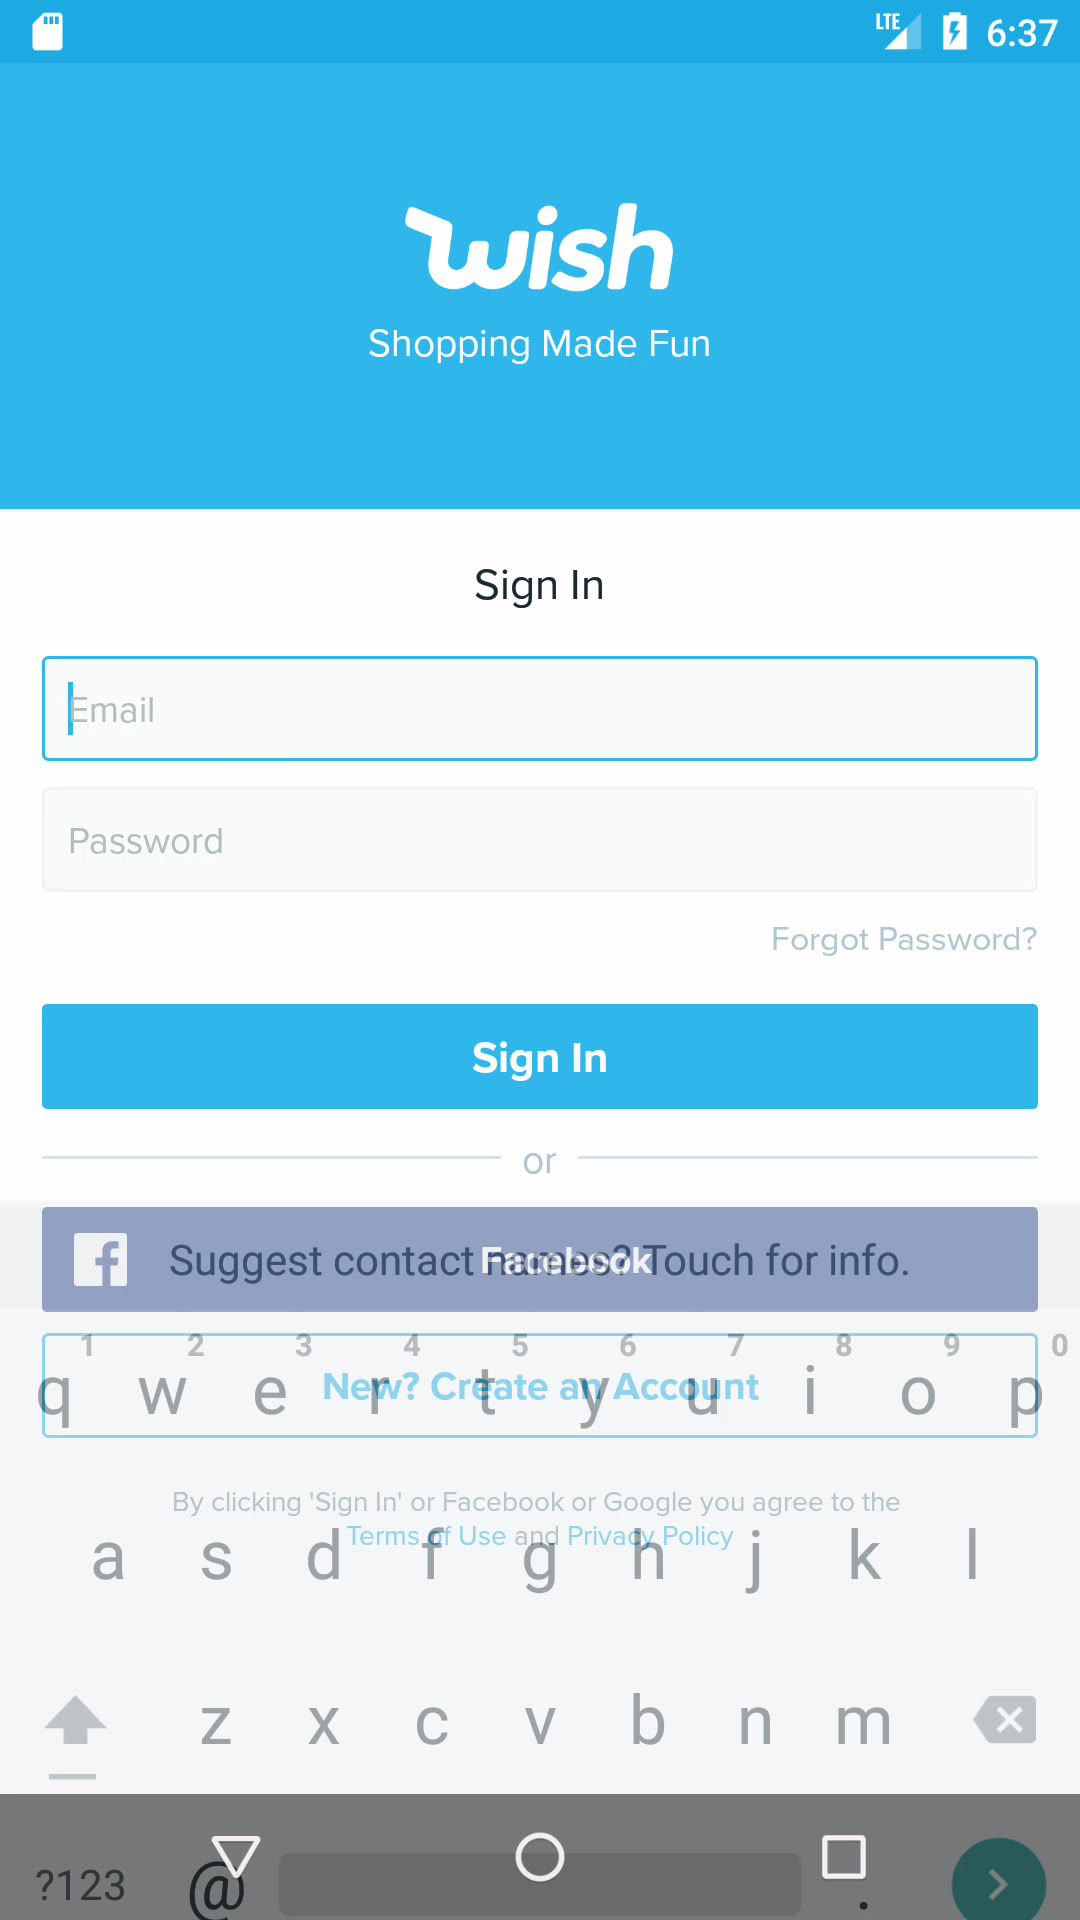 LTE 6:37
wish
Shopping Made Fun
Sign In
Email
Password
Forgot Password?
Sign In
or
Facebook
Suggest contact names? Touch for info.
New? Create an Account
1 2 3 4 5 6 7 8 9 0
q w e r t y u i o p
By clicking 'Sign In' or Facebook or Google you agree to the
Terms of Use and Privacy Policy
a s d f g h j k l
z x c v b n m
?123 @ .